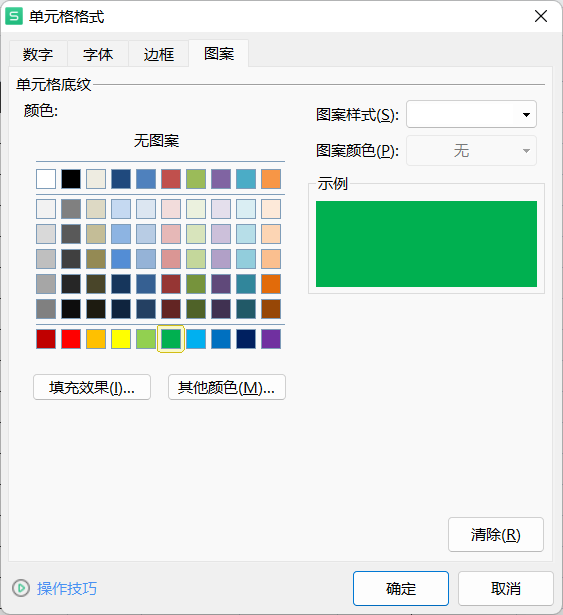 S 单元格格式
数字 字体 边框 图案
单元格底纹
颜色:
图案样式(S):
无图案
图案颜色(P): 无
示例
填充效果(I)... 其他颜色(M)...
清除(R)
操作技巧 确定 取消